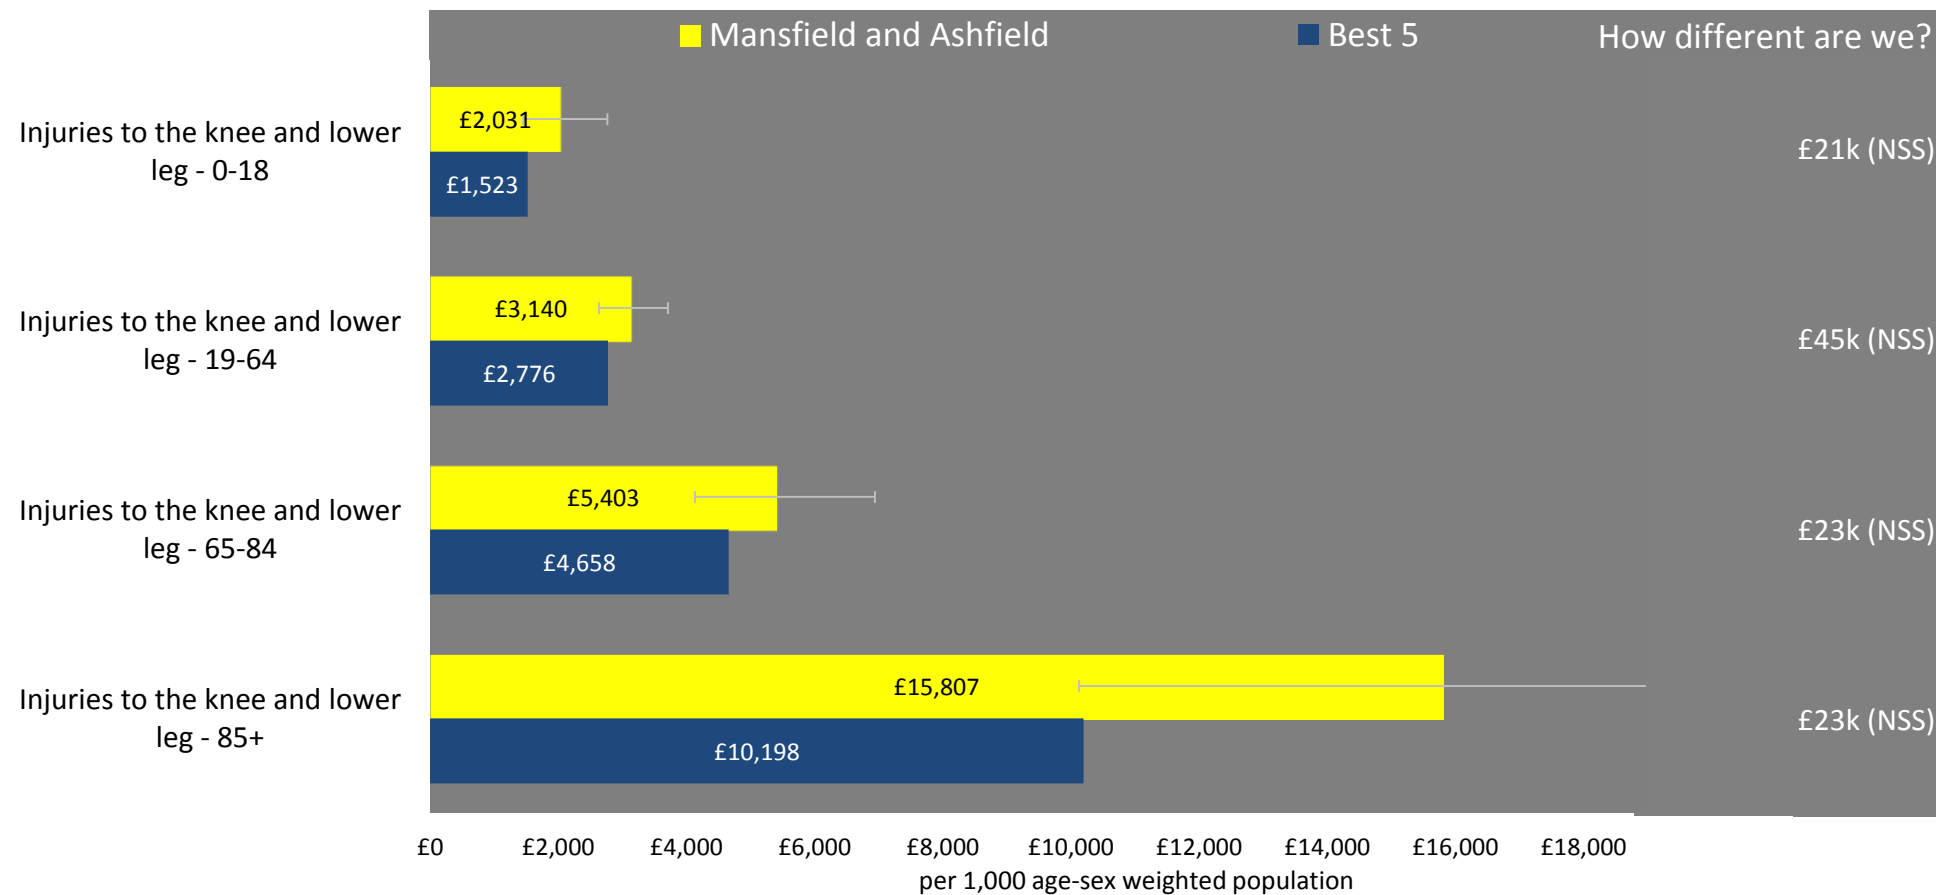 Mansfield and Ashfield
Best 5
How different are we?
Injuries to the knee and lower
leg - 0-18
£2,031
£1,523
£21k (NSS)
Injuries to the knee and lower
leg - 19-64
£3,140
£2,776
£45k (NSS)
Injuries to the knee and lower
leg - 65-84
£5,403
£4,658
£23k (NSS)
Injuries to the knee and lower
leg - 85+
£15,807
£10,198
£23k (NSS)
£0 £2,000 £4,000 £6,000 £8,000 £10,000 £12,000 £14,000 £16,000 £18,000
per 1,000 age-sex weighted population